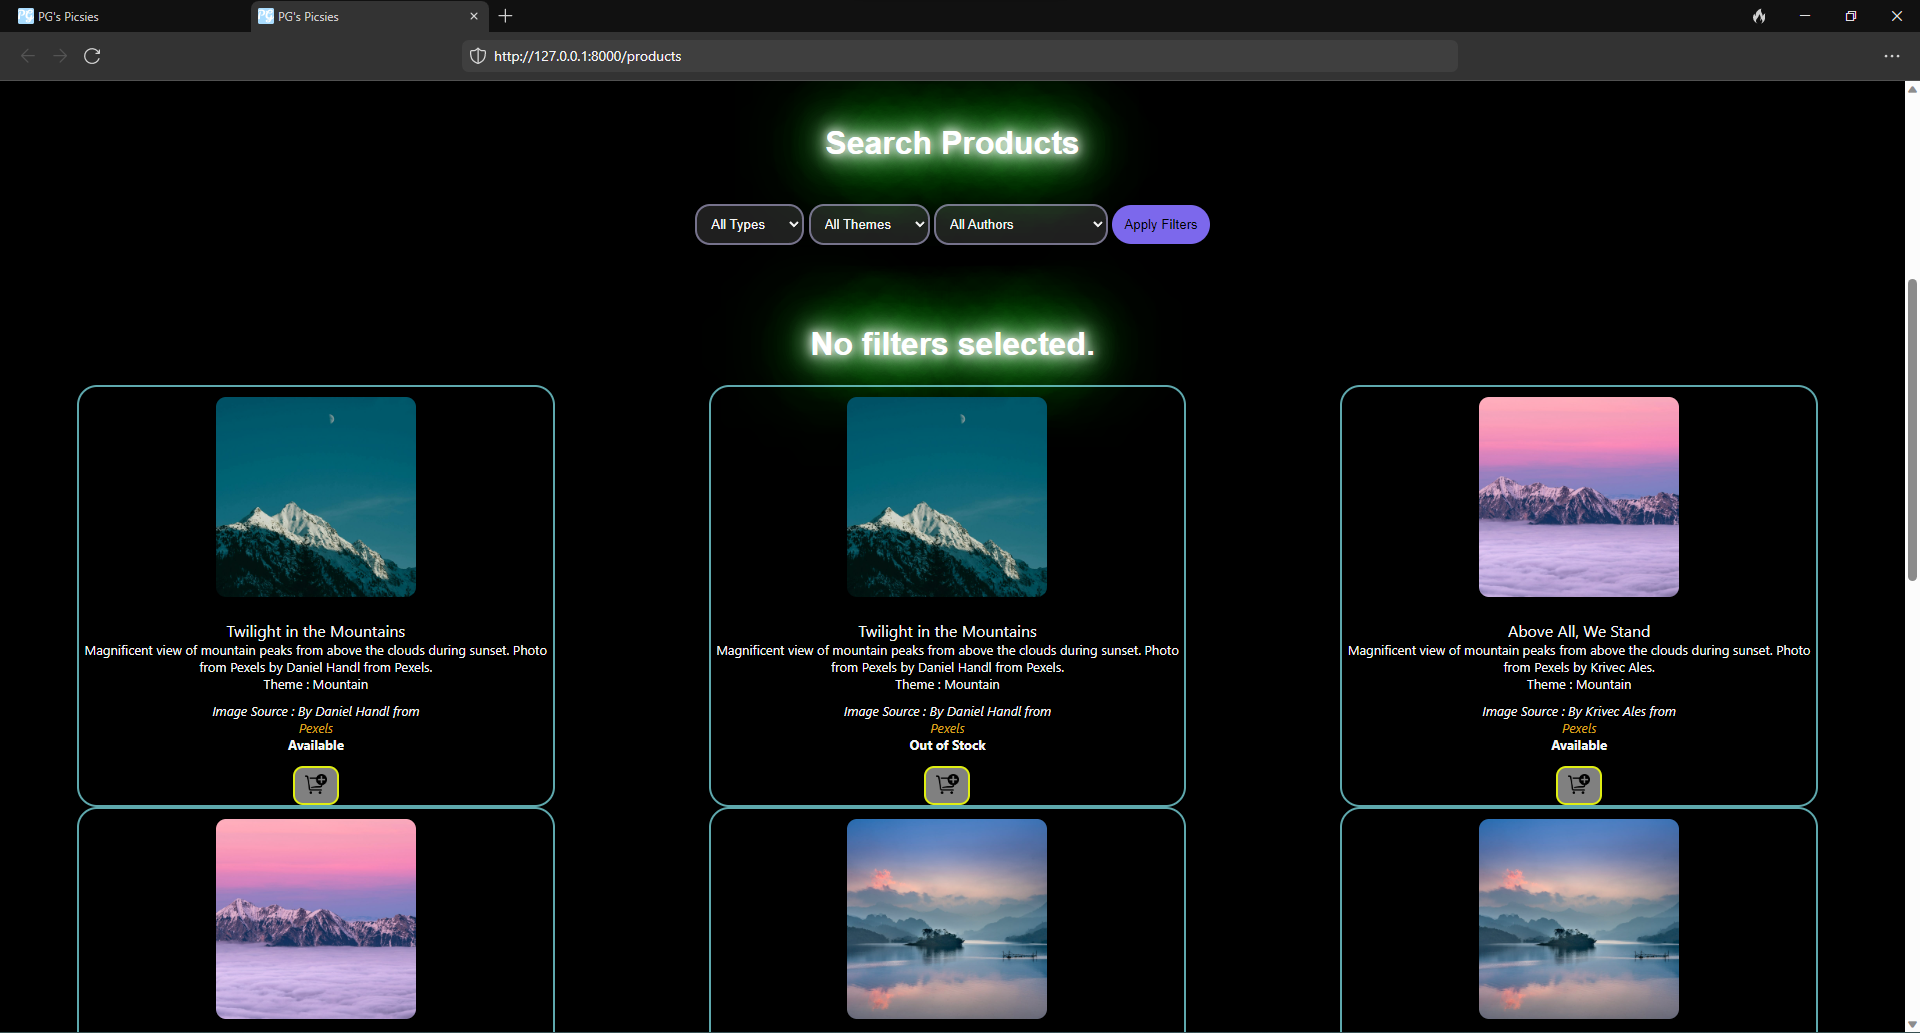 PG's Picsies
PG's Picsies
http://127.0.0.1:8000/products
Search Products
All Types
All Themes
All Authors
Apply Filters
No filters selected.
Twilight in the Mountains
Magnificent view of mountain peaks from above the clouds during sunset. Photo
from Pexels by Daniel Handl from Pexels.
Theme : Mountain
Image Source : By Daniel Handl from
Pexels
Available
Twilight in the Mountains
Magnificent view of mountain peaks from above the clouds during sunset. Photo
from Pexels by Daniel Handl from Pexels.
Theme : Mountain
Image Source : By Daniel Handl from
Pexels
Out of Stock
Above All, We Stand
Magnificent view of mountain peaks from above the clouds during sunset. Photo
from Pexels by Krivec Ales.
Theme : Mountain
Image Source : By Krivec Ales from
Pexels
Available